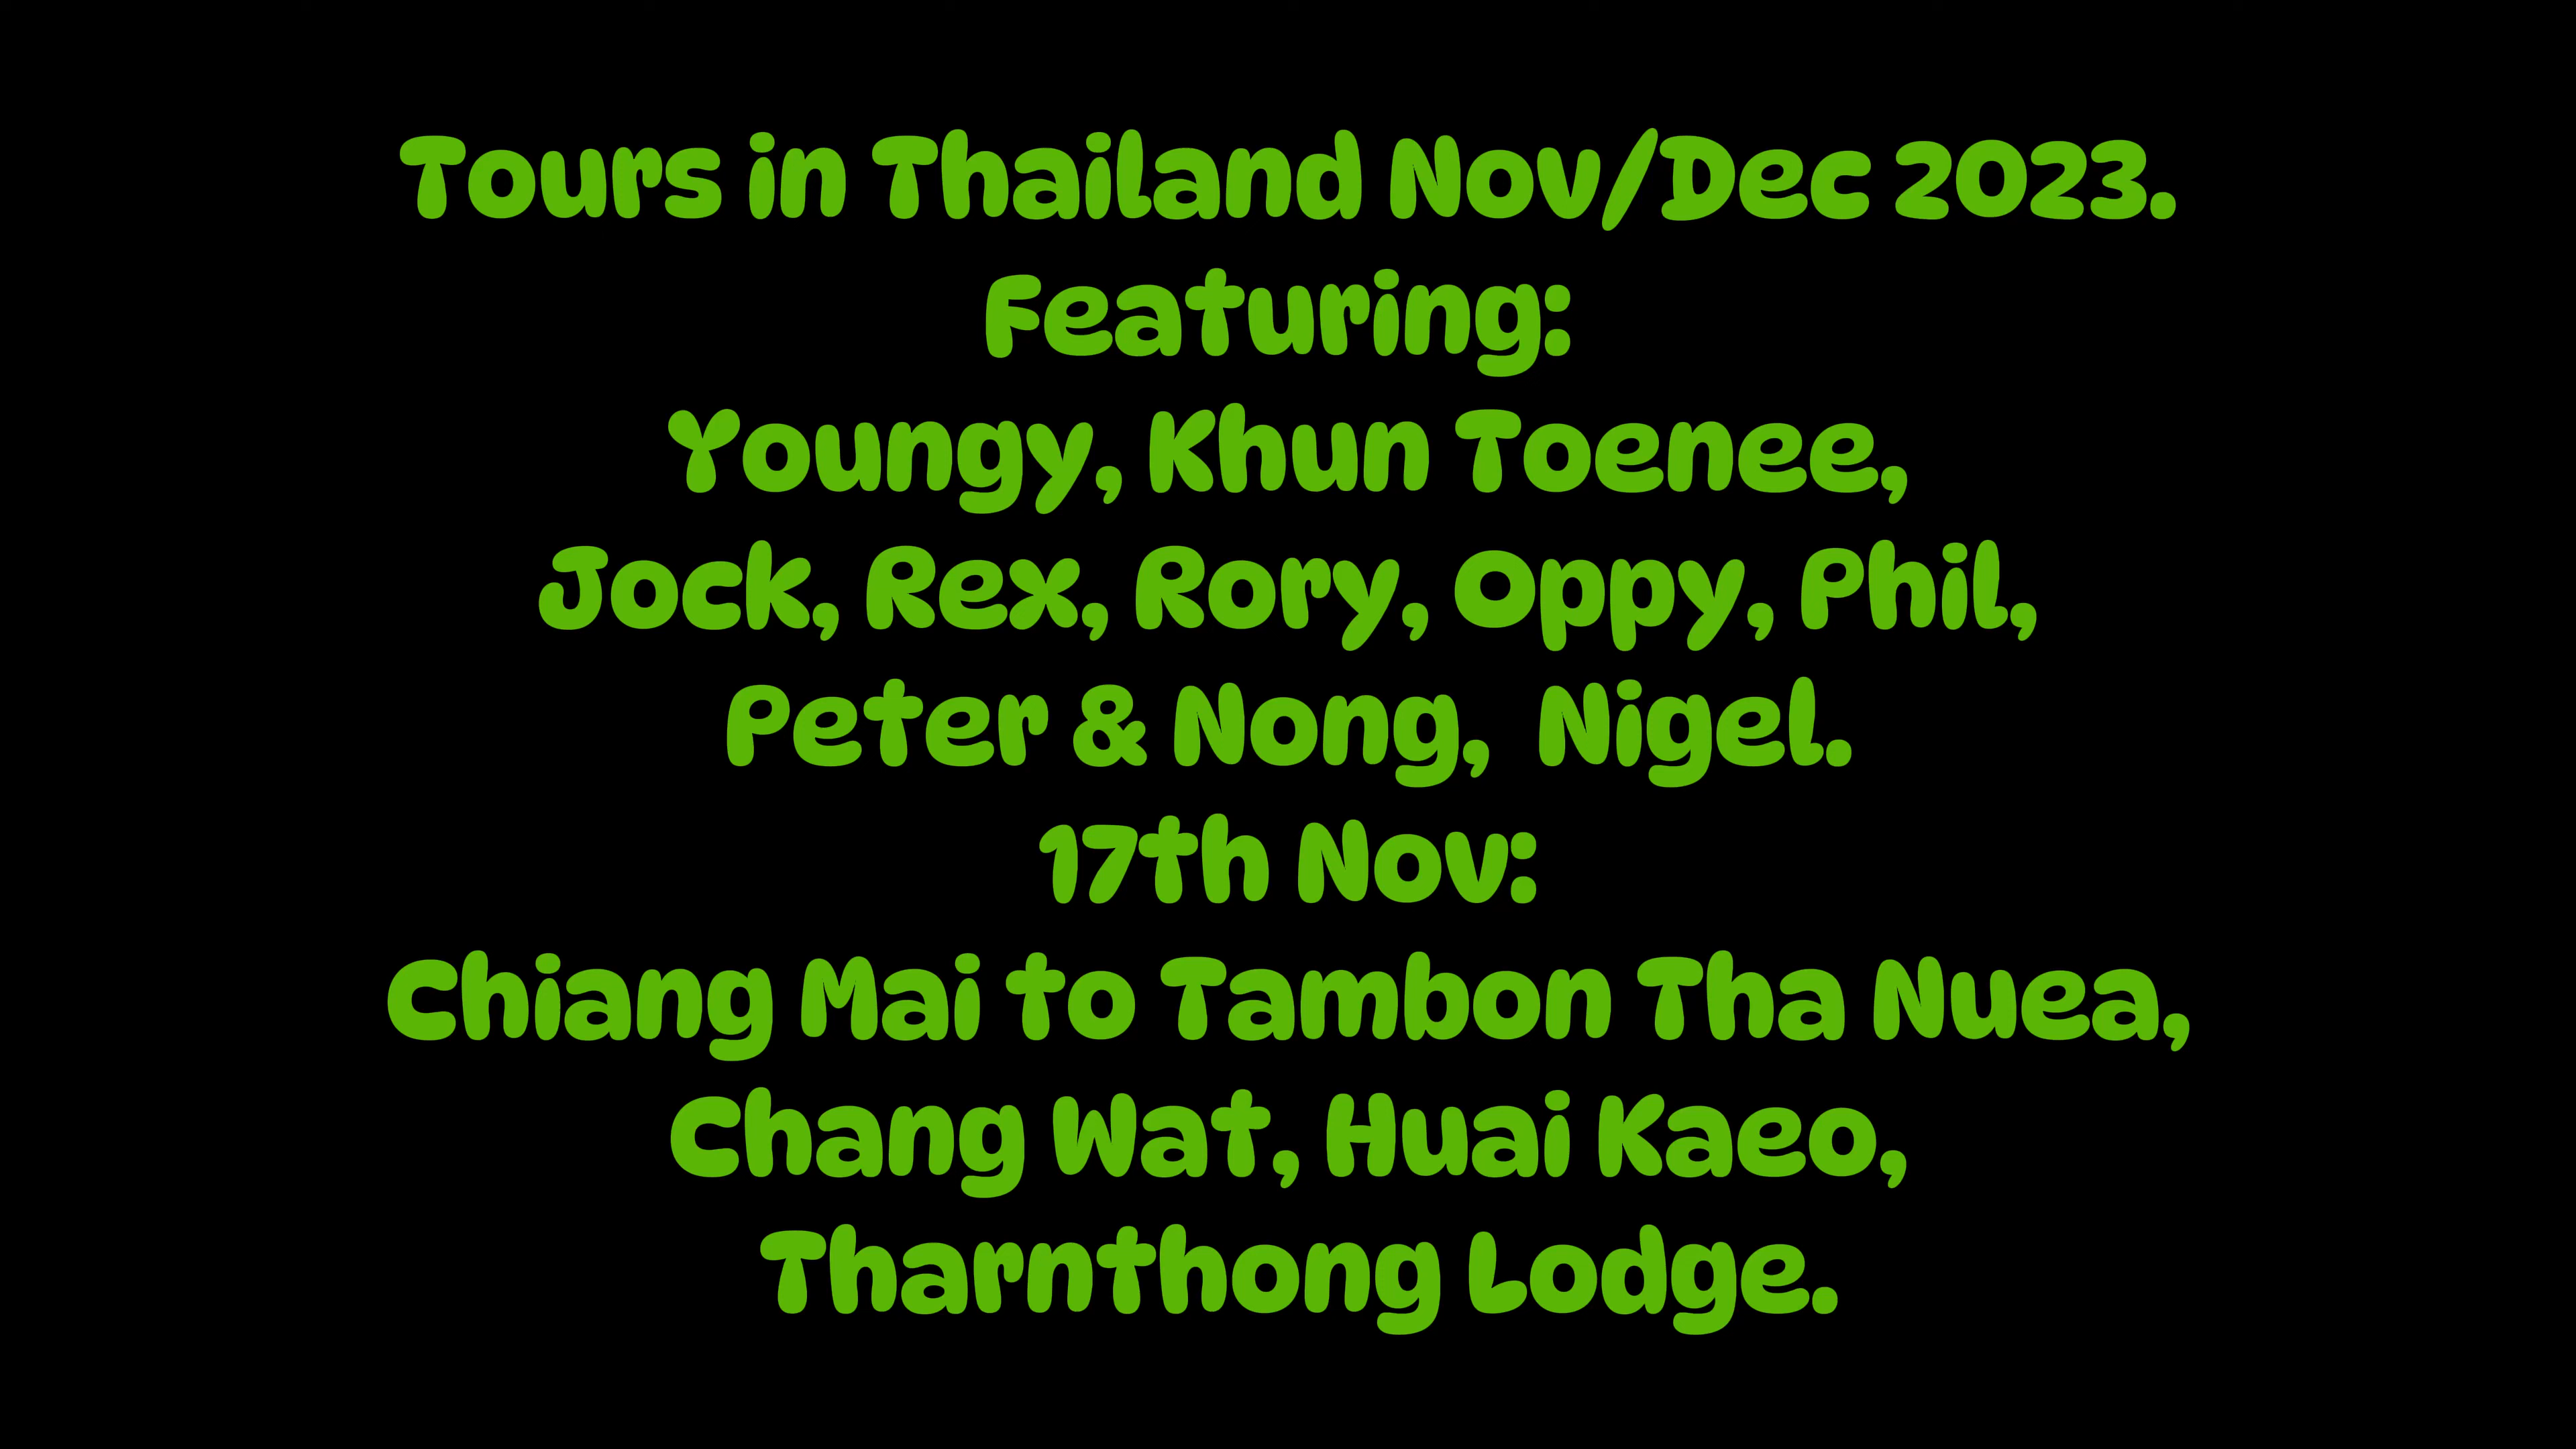 Tours in Thailand Nov/Dec 2023.
Featuring:
Youngy, Khun Toenee,
Jock, Rex, Rory, Oppy, Phil,
Peter & Nong,  Nigel.
17th Nov:
Chiang Mai to Tambon Tha Nuea,
Chang Wat, Huai Kaeo,
Tharnthong Lodge.